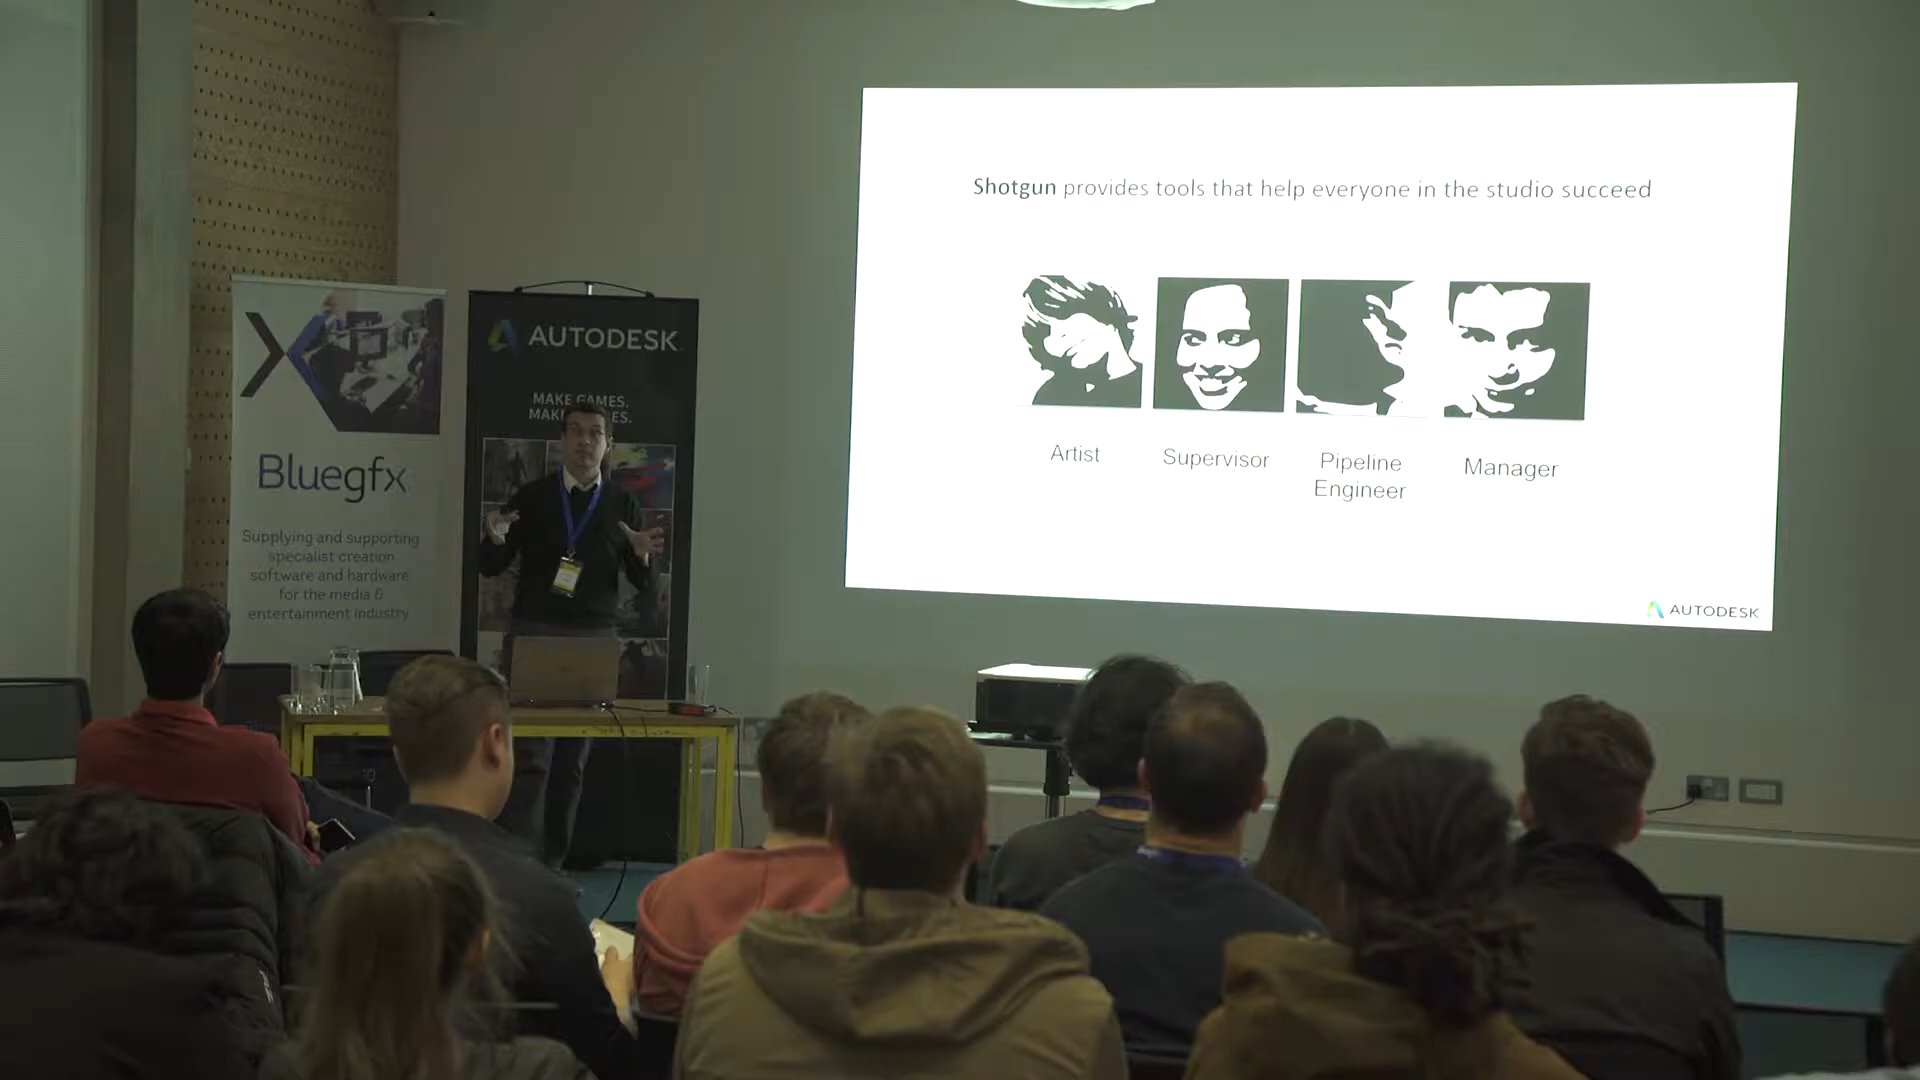 Shotgun provides tools that help everyone in the studio succeed
Artist
Supervisor
Pipeline
Engineer
Manager
AUTODESK
Bluegfx
Supplying and supporting
specialist creation
software and hardware
for the media &
entertainment industry
AUTODESK
MAKE GAMES.